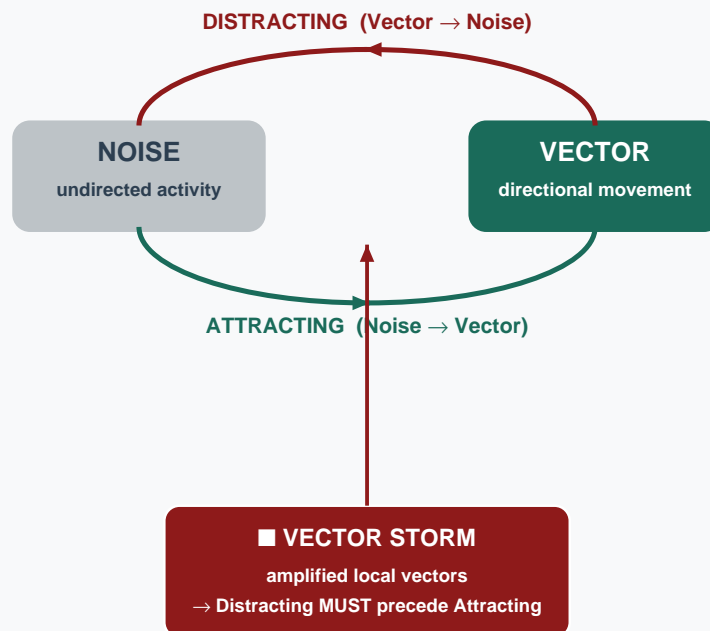 DISTRACTING (Vector → Noise)
NOISE
undirected activity
VECTOR
directional movement
ATTRACTING (Noise → Vector)
■ VECTOR STORM
amplified local vectors
→ Distracting MUST precede Attracting